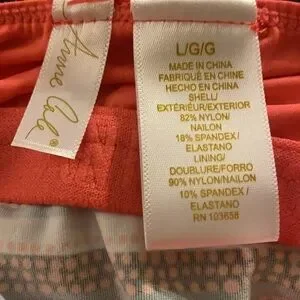 Anne Cole®
L/G/G
MADE IN CHINA
FABRIQUÉ EN CHINE
HECHO EN CHINA
SHELL/
EXTÉRIEUR/EXTERIOR
82% NYLON/
NAILON
18% SPANDEX/
ELASTANO
LINING/
DOUBLURE/FORRO
90% NYLON/NAILON
10% SPANDEX/
ELASTANO
RN 103658